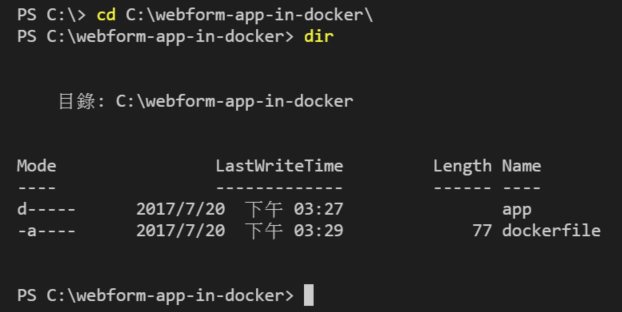 PS C:\> cd C:\webform-app-in-docker\
PS C:\webform-app-in-docker> dir
目錄: C:\webform-app-in-docker
Mode                LastWriteTime         Length Name
----                -------------         ------ ----
d-----        2017/7/20  下午 03:27                app
-a----        2017/7/20  下午 03:29             77 dockerfile
PS C:\webform-app-in-docker>